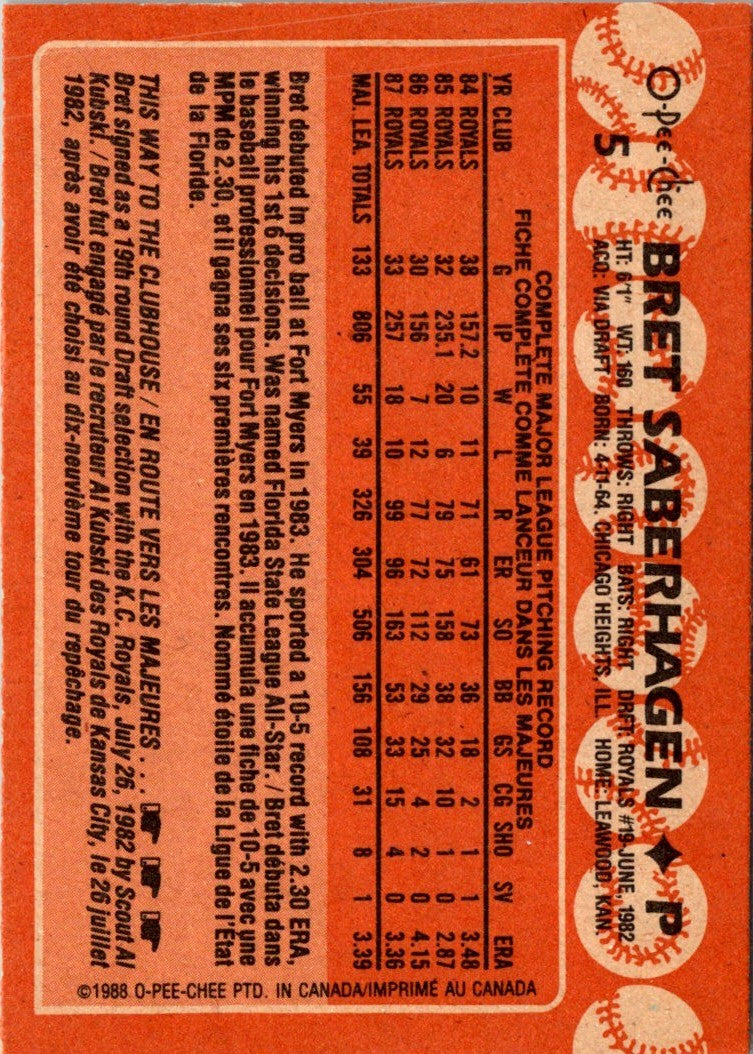 O-Pee-Chee
5
BRET SABERHAGEN ♦ P
HT: 6'1" WT: 160 THROWS: RIGHT BATS: RIGHT DRFT: ROYALS #19-JUNE, 1982
ACQ: VIA DRAFT BORN: 4-11-64, CHICAGO HEIGHTS, ILL HOME: LEAWOOD, KAN.
COMPLETE MAJOR LEAGUE PITCHING RECORD
FICHE COMPLÈTE COMME LANCEUR DANS LES MAJEURES
YR CLUB G IP W L R ER SO BB GS CG SHO SV ERA
84 ROYALS 38 157.2 10 11 71 61 73 36 18 2 1 1 3.48
85 ROYALS 32 235.1 20 6 79 75 158 38 32 10 1 0 2.87
86 ROYALS 30 156 7 12 77 72 112 29 25 4 2 0 4.15
87 ROYALS 33 257 18 10 99 96 163 53 33 15 4 0 3.36
MAJ. LEA. TOTALS 133 806 55 39 326 304 506 156 108 31 8 1 3.39
Bret debuted in pro ball at Fort Myers in 1983. He sported a 10-5 record with 2.30 ERA,
winning his 1st 6 decisions. Was named Florida State League All-Star. / Bret débuta dans
le baseball professionnel pour Fort Myers en 1983. Il accumula une fiche de 10-5 avec une
MPM de 2.30, et il gagna ses six premières rencontres. Nommé étoile de la Ligue de l'État
de la Floride.
THIS WAY TO THE CLUBHOUSE / EN ROUTE VERS LES MAJEURES . . . ☛ ☛ ☛
Bret signed as a 19th round Draft selection with the K.C. Royals, July 26, 1982 by Scout Al
Kubski. / Bret fut engagé par le recruteur Al Kubski des Royals de Kansas City, le 26 juillet
1982, après avoir été choisi au dix-neuvième tour du repêchage.
©1988 O-PEE-CHEE PTD. IN CANADA/IMPRIMÉ AU CANADA